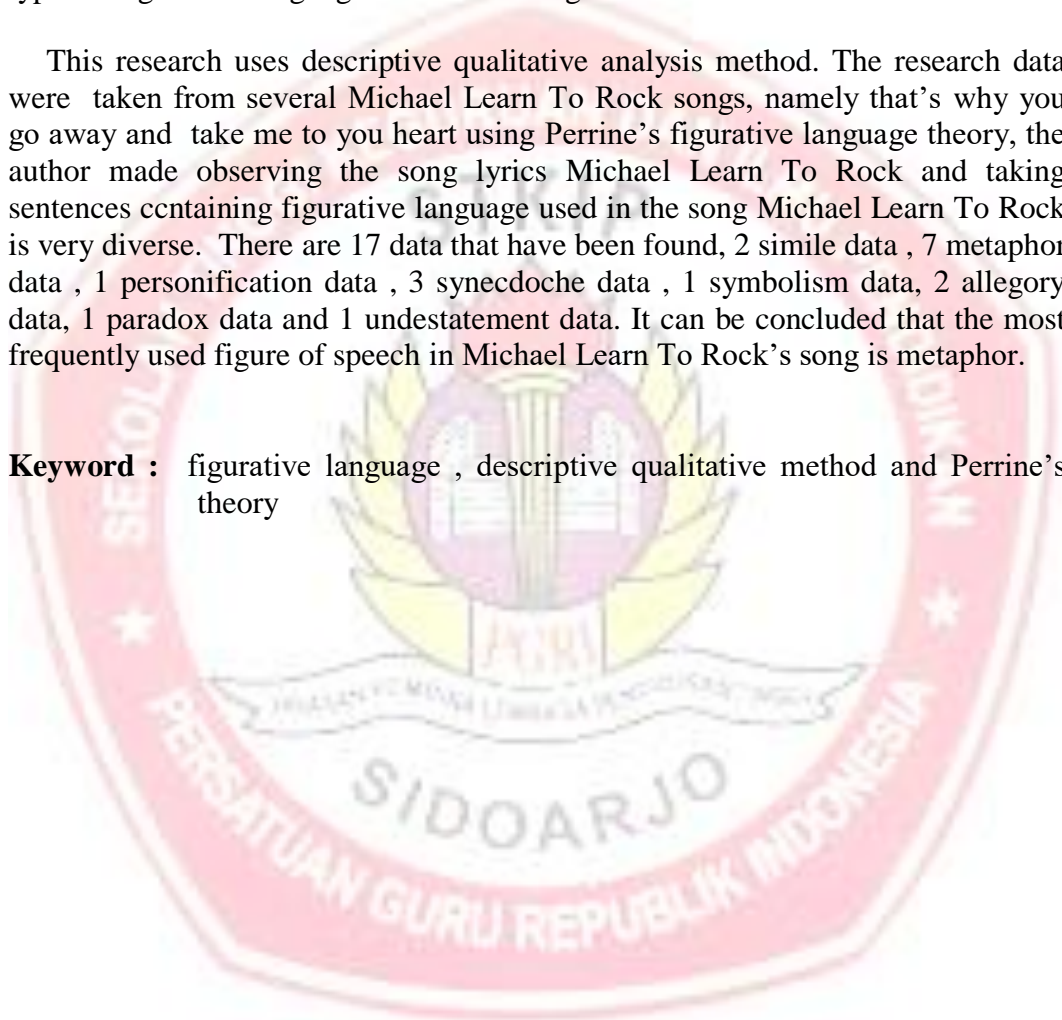 This research uses descriptive qualitative analysis method. The research data
were taken from several Michael Learn To Rock songs, namely that’s why you
go away and take me to you heart using Perrine’s figurative language theory, the
author made observing the song lyrics Michael Learn To Rock and taking
sentences ccntaining figurative language used in the song Michael Learn To Rock
is very diverse. There are 17 data that have been found, 2 simile data , 7 metaphor
data , 1 personification data , 3 synecdoche data , 1 symbolism data, 2 allegory
data, 1 paradox data and 1 undestatement data. It can be concluded that the most
frequently used figure of speech in Michael Learn To Rock’s song is metaphor.
Keyword : figurative language , descriptive qualitative method and Perrine’s
theory
STKIP
PGRI
SIDOARJO
PERSATUAN GURU REPUBLIK INDONESIA